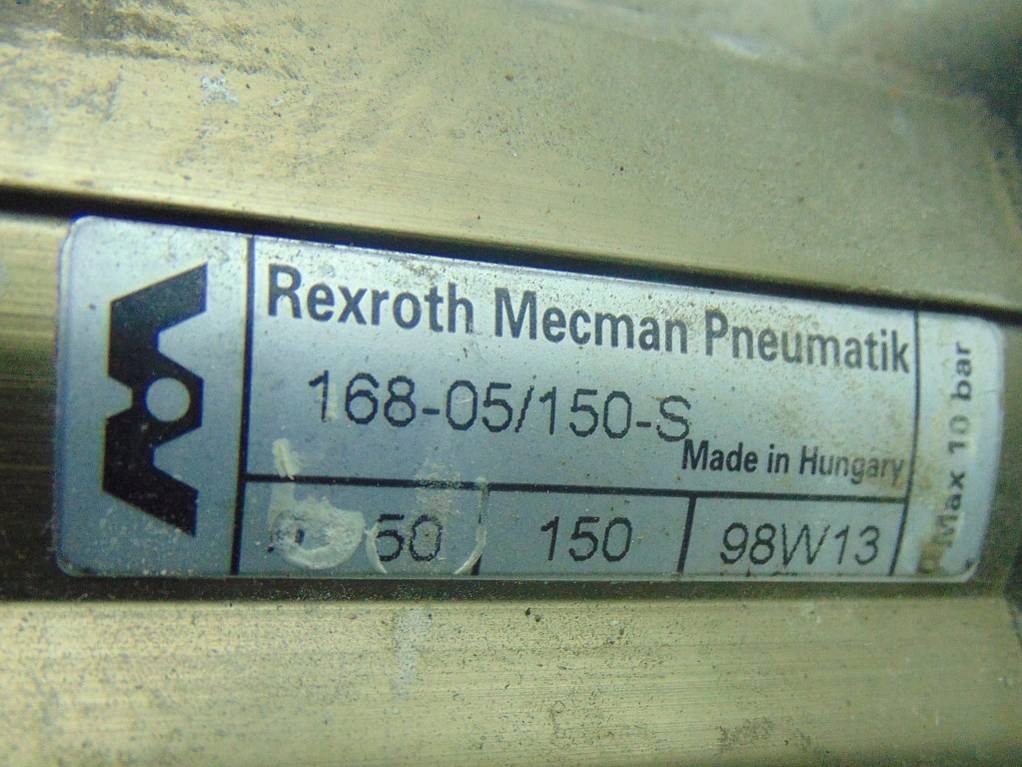 Rexroth Mecman Pneumatik
168-05/150-S
Made in Hungary
50 150 98W13
Max 10 bar